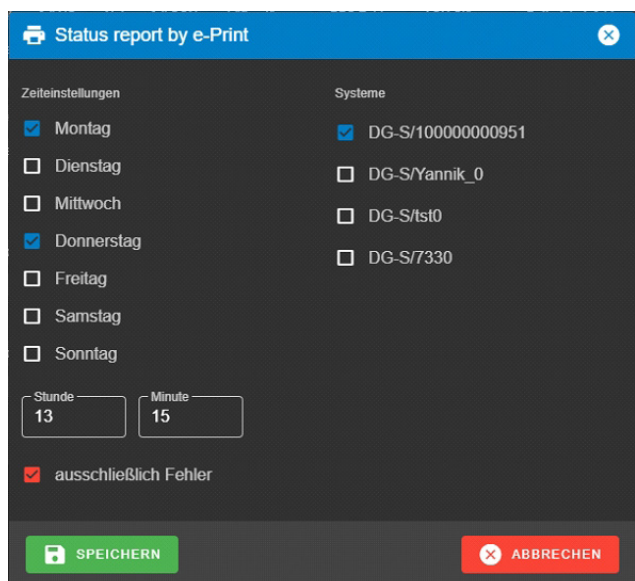 Status report by e-Print
Zeiteinstellungen
Montag
Dienstag
Mittwoch
Donnerstag
Freitag
Samstag
Sonntag
Stunde
13
Minute
15
ausschließlich Fehler
Systeme
DG-S/100000000951
DG-S/Yannik_0
DG-S/tst0
DG-S/7330
SPEICHERN
ABBRECHEN